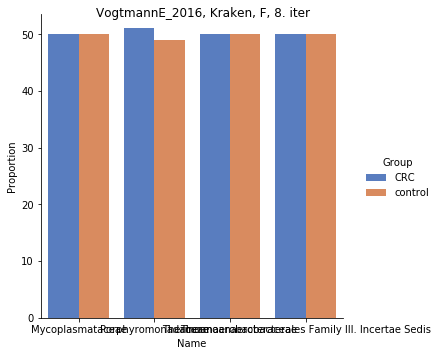 VogtmannE_2016, Kraken, F, 8. iter
50
40
30
20
10
0
Proportion
Group
CRC
control
Mycoplasmataceae
Family III. Incertae Sedis
Name